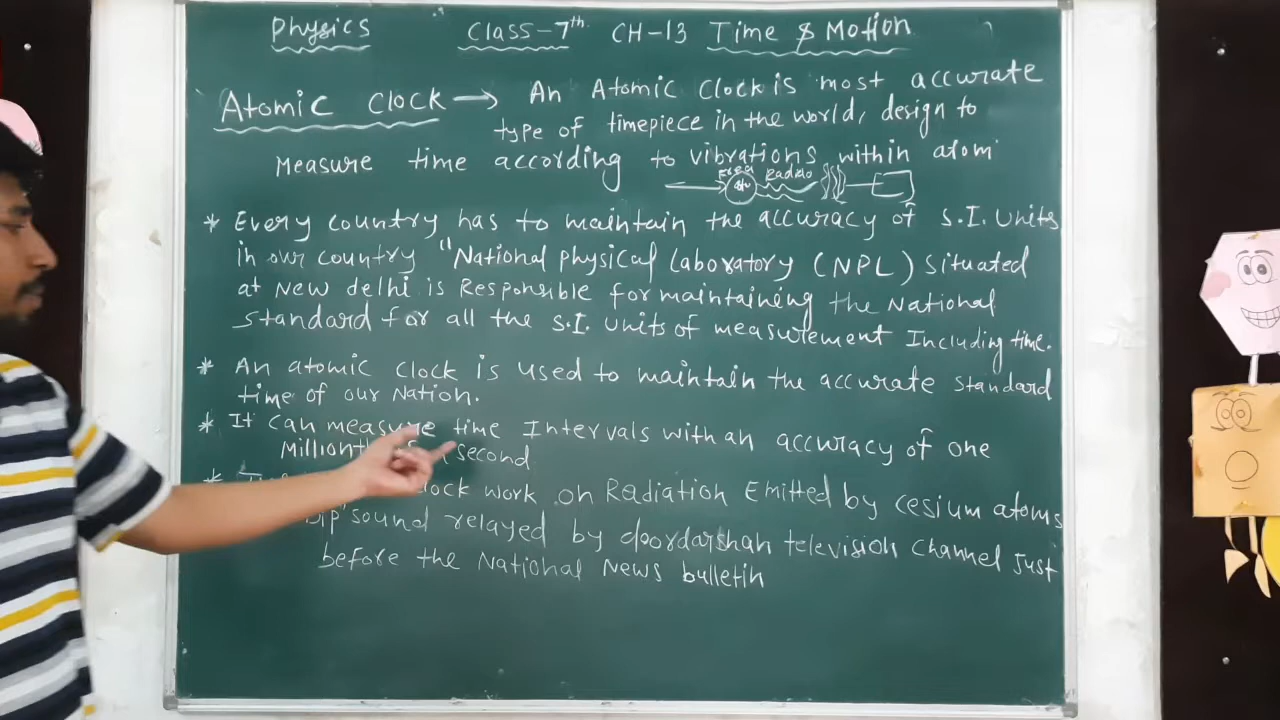 Physics Class-7th CH-13 Time & Motion
Atomic Clock → An Atomic Clock is most accurate
type of timepiece in the world, design to
Measure time according to vibrations within atom
Radio
* Every country has to maintain the accuracy of S.I. Units
in our country "National Physical Laboratory (NPL) Situated
at New delhi is Responsible for maintaining the National
Standard for all the S.I. Units of measurement Including time.
* An atomic clock is used to maintain the accurate standard
time of our Nation.
* It can measure time Intervals with an accuracy of one
second
lock work on Radiation Emitted by cesium atoms
sound relayed by doordarshan television channel Just
before the National News bulletin